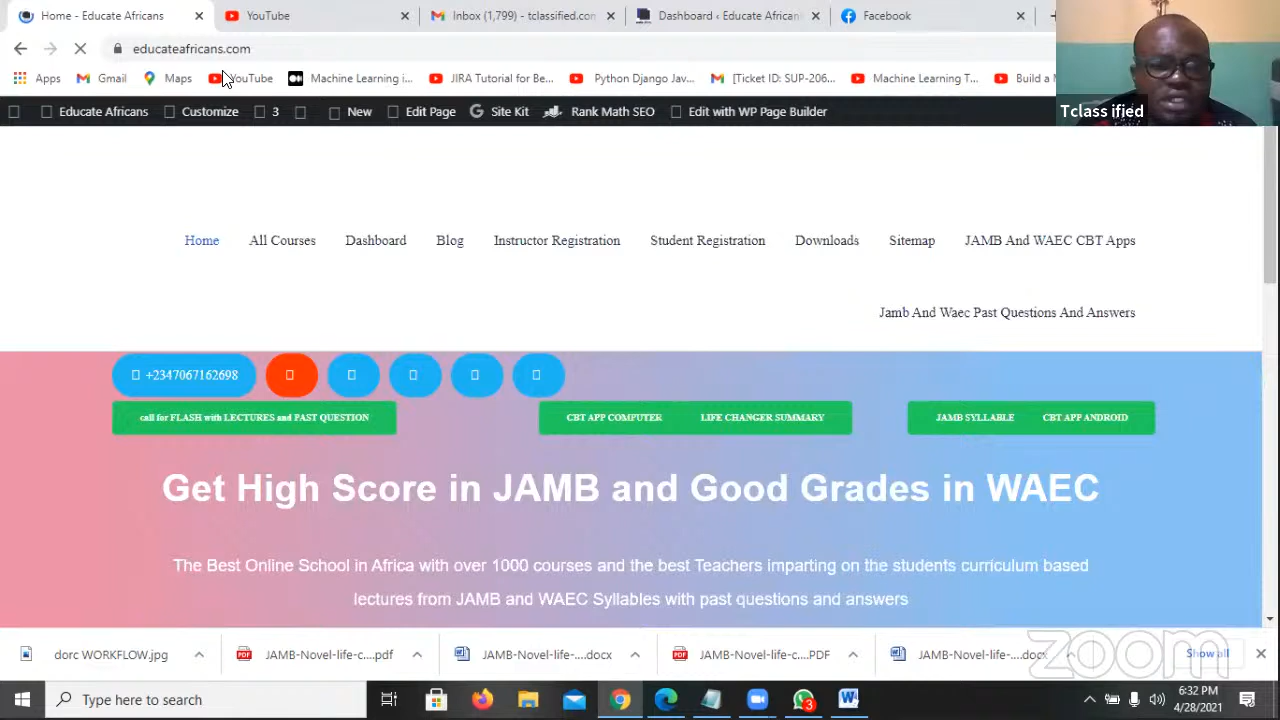 Home - Educate Africans
YouTube
Inbox (1,799) - tclassified.com
Dashboard ‹ Educate African
Facebook
educateafricans.com
Apps Gmail Maps YouTube Machine Learning i... JIRA Tutorial for Be... Python Django Jav... [Ticket ID: SUP-206... Machine Learning T... Build a
Educate Africans Customize 3 New Edit Page Site Kit Rank Math SEO Edit with WP Page Builder
Tclass ified
Home All Courses Dashboard Blog Instructor Registration Student Registration Downloads Sitemap JAMB And WAEC CBT Apps
Jamb And Waec Past Questions And Answers
+2347067162698
call for FLASH with LECTURES and PAST QUESTION
CBT APP COMPUTER LIFE CHANGER SUMMARY
JAMB SYLLABLE CBT APP ANDROID
Get High Score in JAMB and Good Grades in WAEC
The Best Online School in Africa with over 1000 courses and the best Teachers imparting on the students curriculum based
lectures from JAMB and WAEC Syllables with past questions and answers
dorc WORKFLOW.jpg
JAMB-Novel-life-c....pdf
JAMB-Novel-life-....docx
JAMB-Novel-life-c....PDF
JAMB-Novel-life-....docx
Show all
zoom
Type here to search
3
6:32 PM
4/28/2021